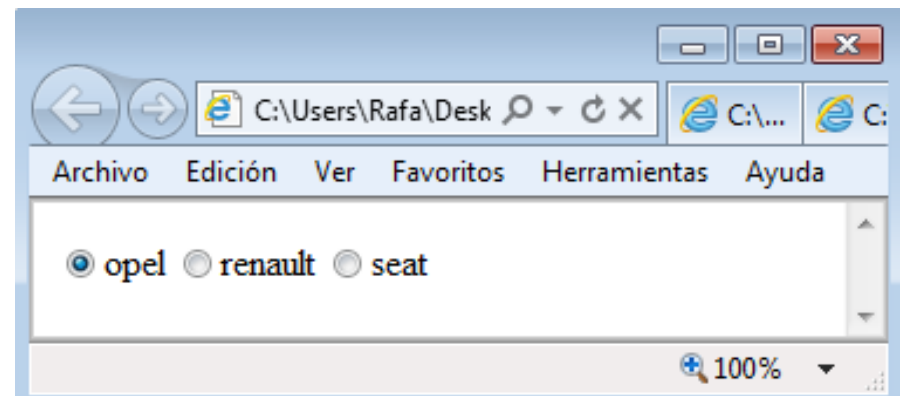 C:\Users\Rafa\Desk C:\... C:
Archivo Edición Ver Favoritos Herramientas Ayuda
opel renault seat
100%